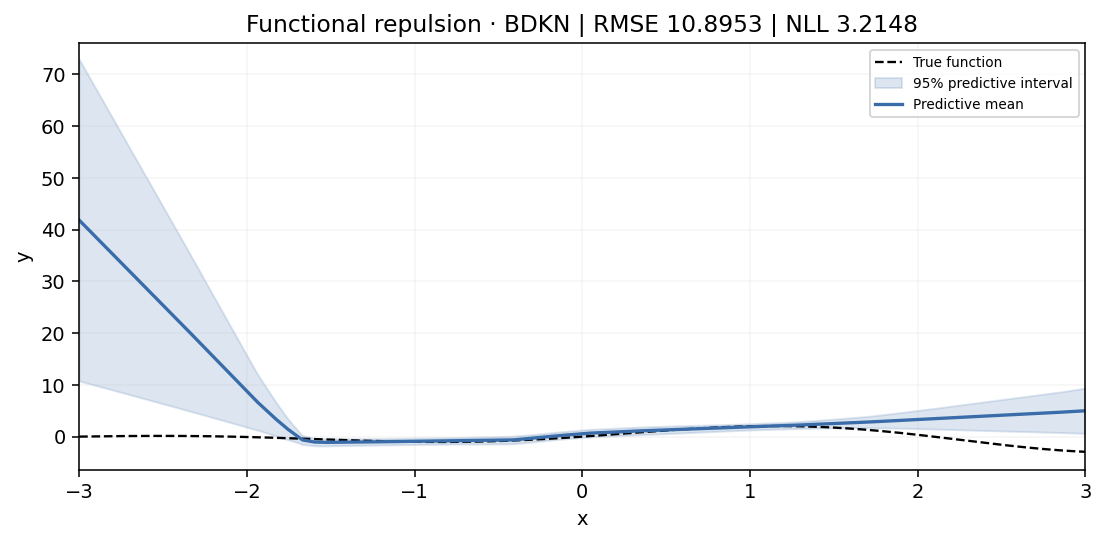 Functional repulsion · BDKN | RMSE 10.8953 | NLL 3.2148
True function
95% predictive interval
Predictive mean
y
70
60
50
40
30
20
10
0
−3
−2
−1
0
1
2
3
x